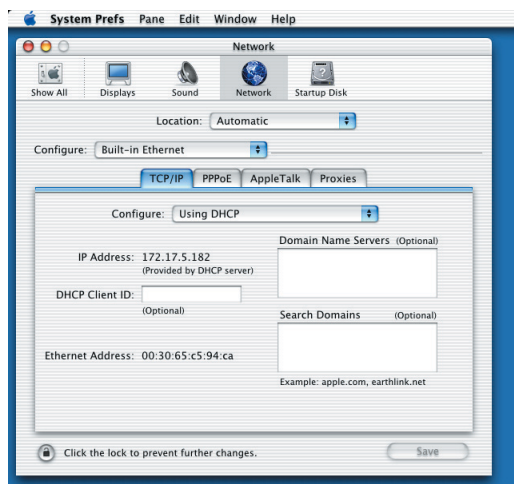 System Prefs Pane Edit Window Help
Network
Show All Displays Sound Network Startup Disk
Location: Automatic
Configure: Built-in Ethernet
TCP/IP PPPoE AppleTalk Proxies
Configure: Using DHCP
Domain Name Servers (Optional)
IP Address: 172.17.5.182
(Provided by DHCP server)
DHCP Client ID:
(Optional)
Search Domains (Optional)
Ethernet Address: 00:30:65:c5:94:ca
Example: apple.com, earthlink.net
Click the lock to prevent further changes.
Save